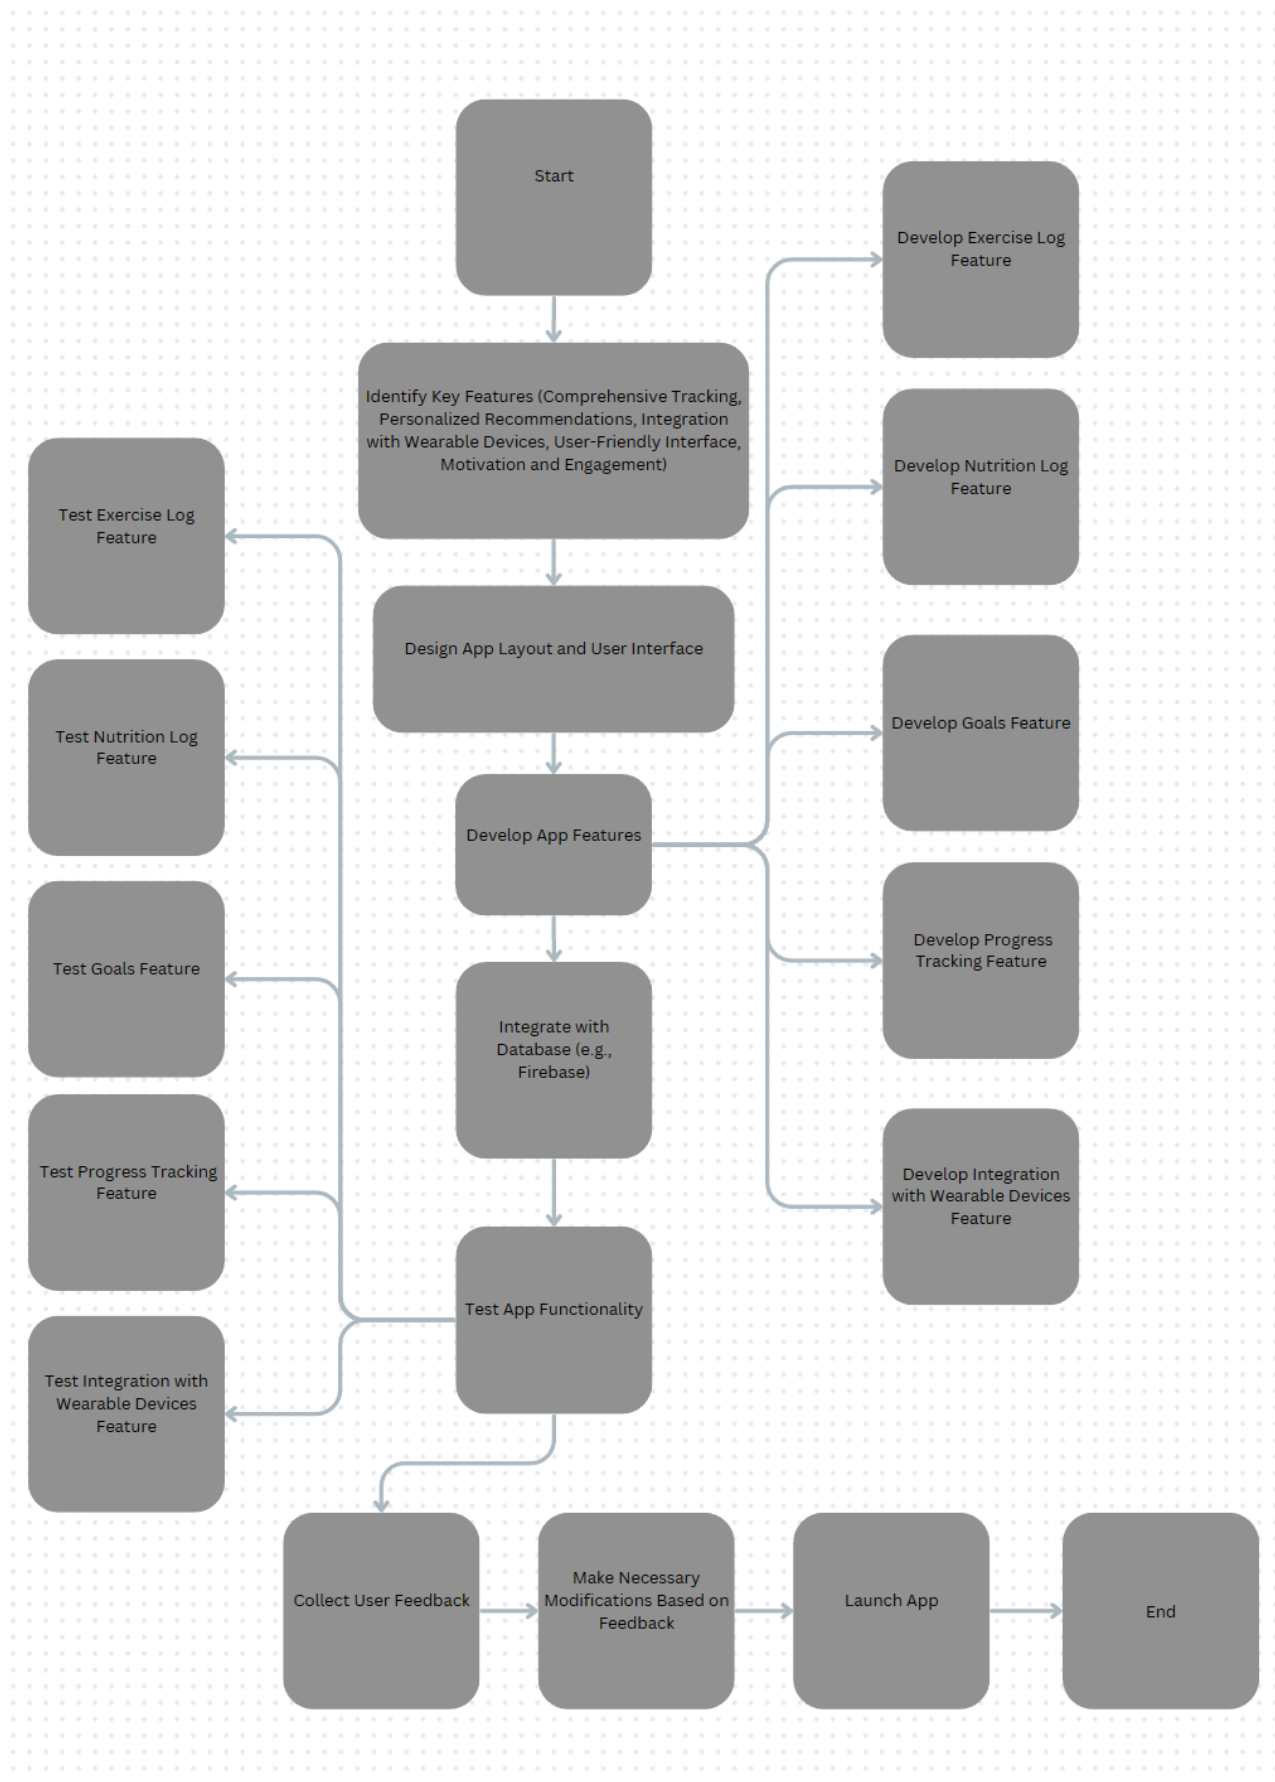 Start
Identify Key Features (Comprehensive Tracking,
Personalized Recommendations, Integration
with Wearable Devices, User-Friendly Interface,
Motivation and Engagement)
Design App Layout and User Interface
Develop App Features
Develop Exercise Log
Feature
Develop Nutrition Log
Feature
Develop Goals Feature
Develop Progress
Tracking Feature
Develop Integration
with Wearable Devices
Feature
Integrate with
Database (e.g.,
Firebase)
Test App Functionality
Test Exercise Log
Feature
Test Nutrition Log
Feature
Test Goals Feature
Test Progress Tracking
Feature
Test Integration with
Wearable Devices
Feature
Collect User Feedback
Make Necessary
Modifications Based on
Feedback
Launch App
End